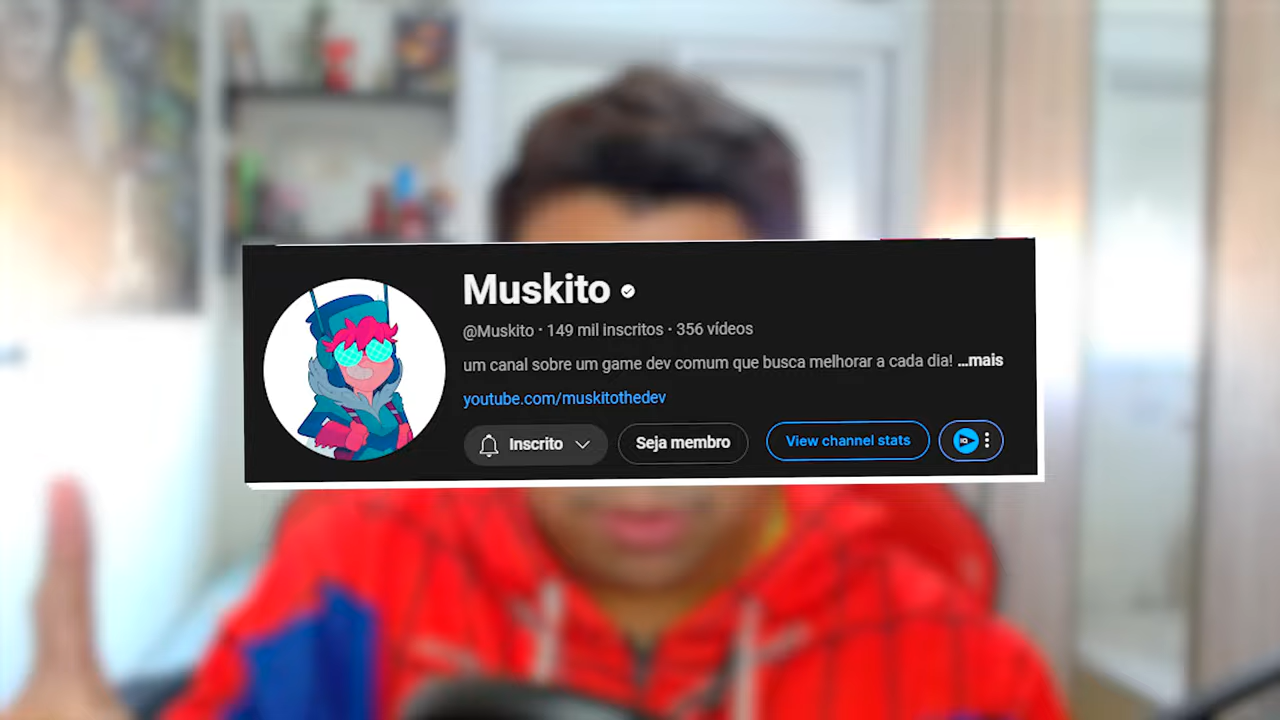 Muskito
@Muskito · 149 mil inscritos · 356 vídeos
um canal sobre um game dev comum que busca melhorar a cada dia! ...mais
youtube.com/muskitothedev
Inscrito Seja membro View channel stats IQ